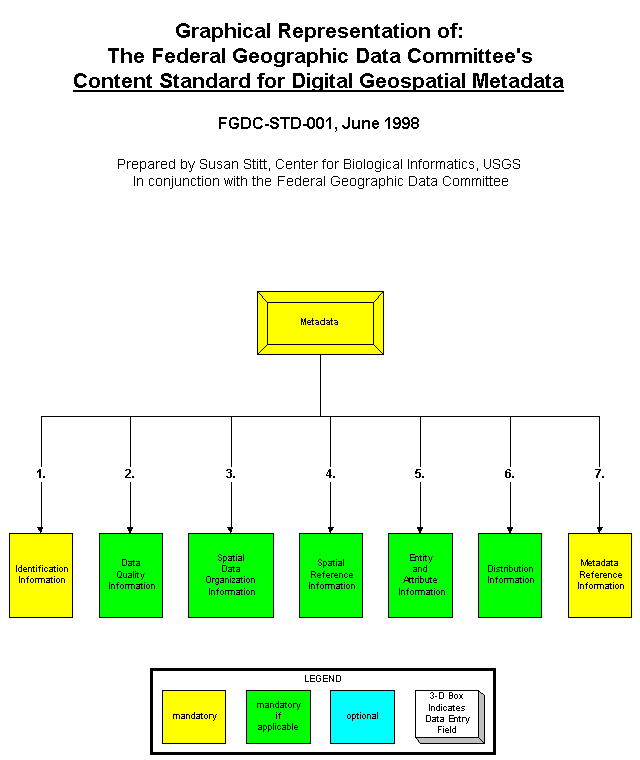 Graphical Representation of:
The Federal Geographic Data Committee's
Content Standard for Digital Geospatial Metadata
FGDC-STD-001, June 1998
Prepared by Susan Stitt, Center for Biological Informatics, USGS
In conjunction with the Federal Geographic Data Committee
Metadata
1.
2.
3.
4.
5.
6.
7.
Identification
Information
Data
Quality
Information
Spatial
Data
Organization
Information
Spatial
Reference
Information
Entity
and
Attribute
Information
Distribution
Information
Metadata
Reference
Information
LEGEND
mandatory
mandatory
if
applicable
optional
3-D Box
Indicates
Data Entry
Field